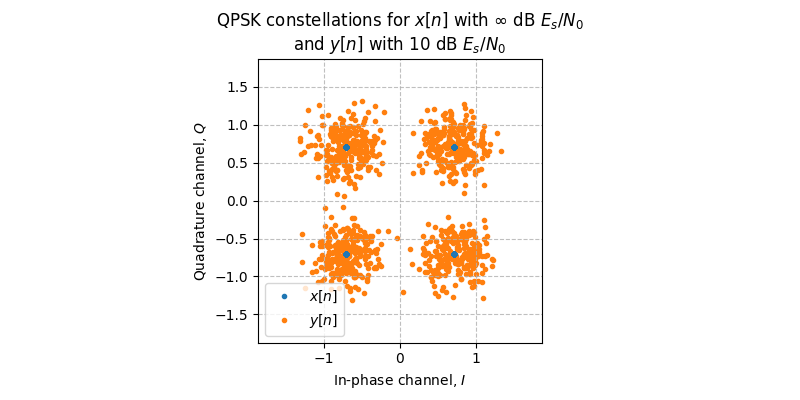 QPSK constellations for x[n] with ∞ dB E_s/N_0
and y[n] with 10 dB E_s/N_0
1.5
1.0
0.5
0.0
−0.5
−1.0
−1.5
Quadrature channel, Q
x[n]
y[n]
−1
0
1
In-phase channel, I